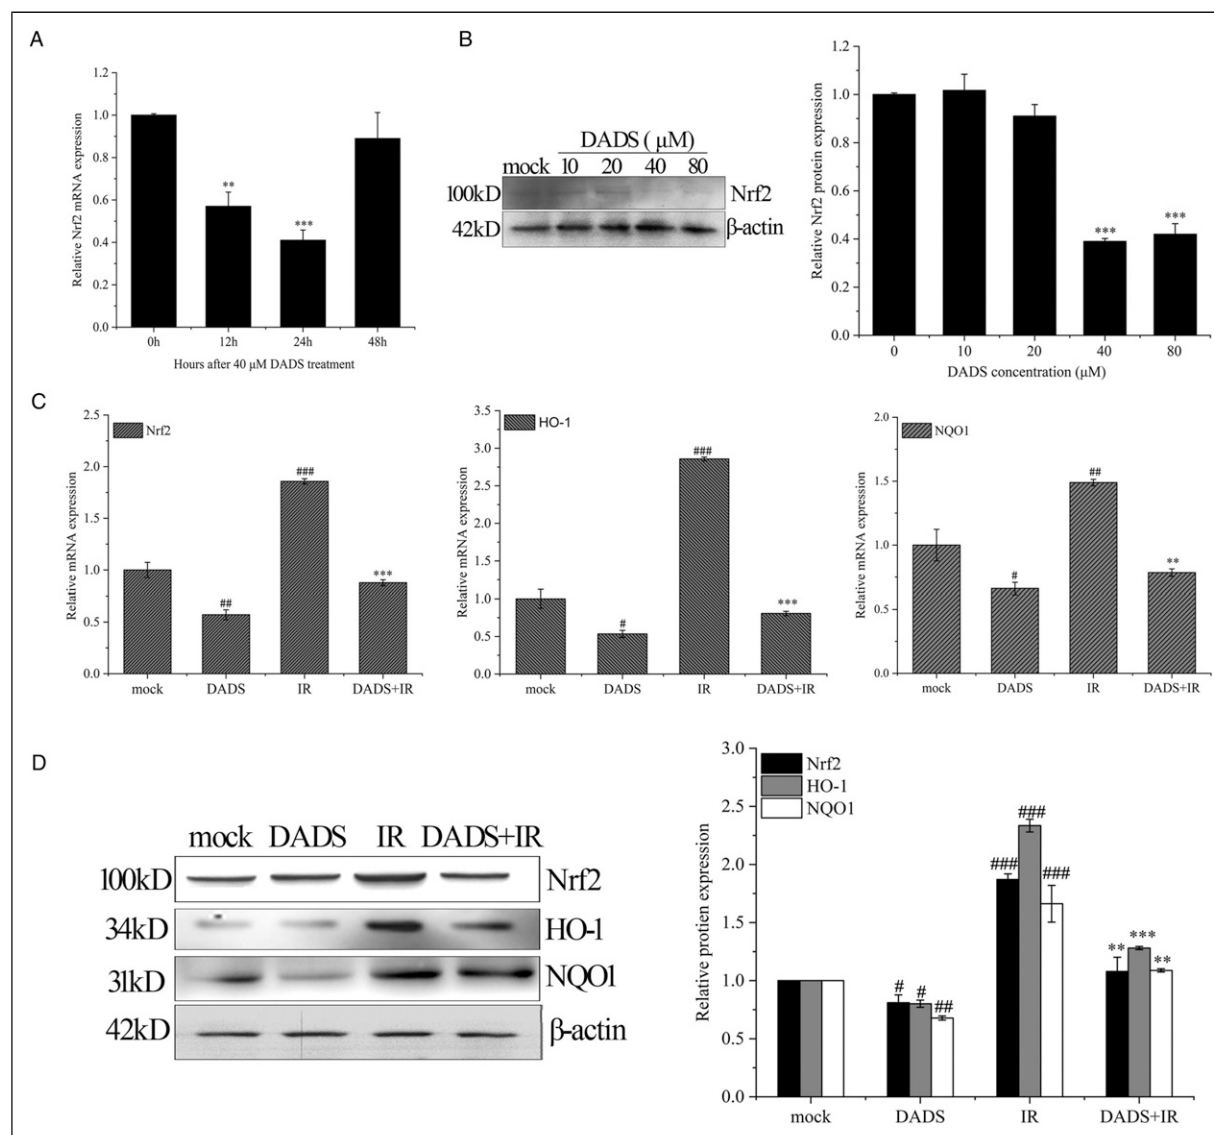 A
Relative Nrf2 mRNA expression
1.2
1.0
0.8
0.6
0.4
0.2
0.0
**
***
0h 12h 24h 48h
Hours after 40 μM DADS treatment
B
DADS ( μM)
mock 10 20 40 80
100kD Nrf2
42kD β-actin
Relative Nrf2 protein expression
1.2
1.0
0.8
0.6
0.4
0.2
0.0
***
***
0 10 20 40 80
DADS concentration (μM)
C
Relative mRNA expression
2.5
2.0
1.5
1.0
0.5
0.0
Nrf2
##
###
***
mock DADS IR DADS+IR
Relative mRNA expression
3.5
3.0
2.5
2.0
1.5
1.0
0.5
0.0
HO-1
#
###
***
mock DADS IR DADS+IR
Relative mRNA expression
2.0
1.5
1.0
0.5
0.0
NQO1
#
##
**
mock DADS IR DADS+IR
D
mock DADS IR DADS+IR
100kD Nrf2
34kD HO-1
31kD NQO1
42kD β-actin
Relative protien expression
3.0
2.5
2.0
1.5
1.0
0.5
0.0
Nrf2
HO-1
NQO1
# # ##
### ### ###
** *** **
mock DADS IR DADS+IR